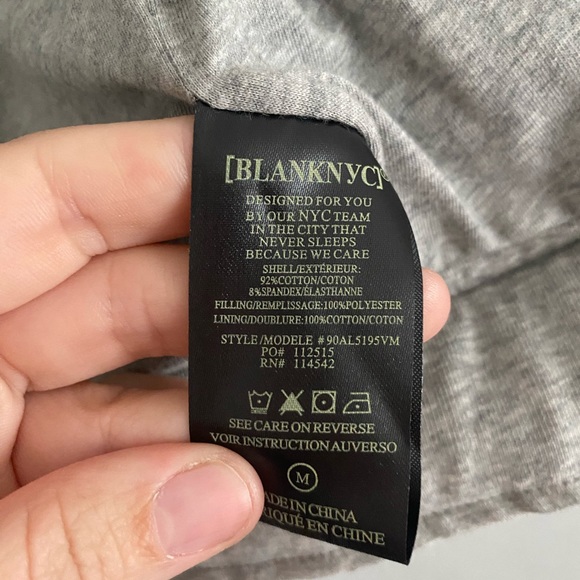 [BLANKNYC]®
DESIGNED FOR YOU
BY OUR NYC TEAM
IN THE CITY THAT
NEVER SLEEPS
BECAUSE WE CARE
SHELL/EXTÉRIEUR:
92%COTTON/COTON
8%SPANDEX/ÉLASTHANNE
FILLING/REMPLISSAGE:100%POLYESTER
LINING/DOUBLURE:100%COTTON/COTON
STYLE/MODELE #90AL5195VM
PO# 112515
RN# 114542
SEE CARE ON REVERSE
VOIR INSTRUCTION AUVERSO
M
ADE IN CHINA
RIQUÉ EN CHINE